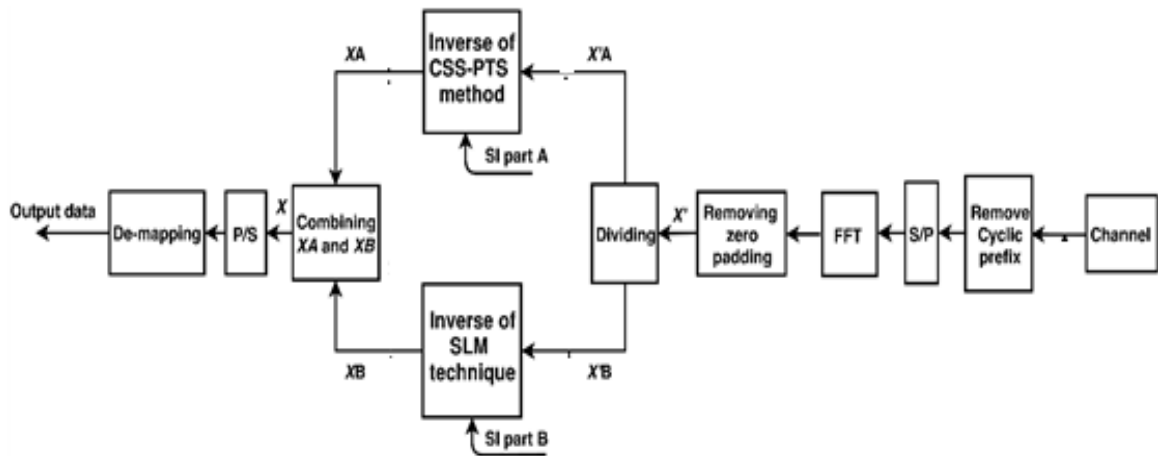 XA
Inverse of
CSS-PTS
method
X'A
SI part A
Output data
De-mapping
P/S
X
Combining
XA and XB
Dividing
X'
Removing
zero
padding
FFT
S/P
Remove
Cyclic
prefix
Channel
XB
Inverse of
SLM
technique
X'B
SI part B